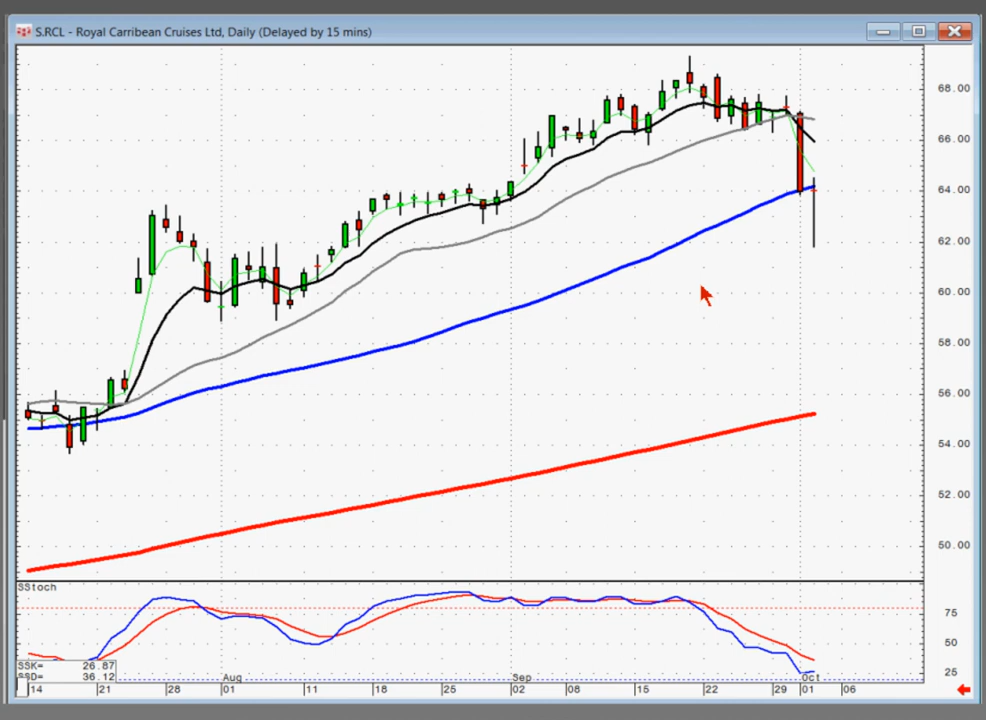 S.RCL - Royal Carribean Cruises Ltd, Daily (Delayed by 15 mins)
68.00
66.00
64.00
62.00
60.00
58.00
56.00
54.00
52.00
50.00
SStoch
75
50
25
SSK= 26.87
SSD= 36.12
Aug Sep Oct
14 21 28 01 11 18 25 02 08 15 22 29 01 06